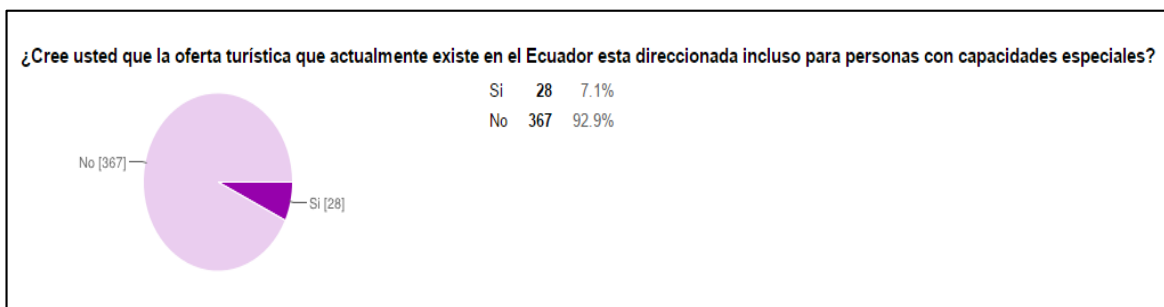 ¿Cree usted que la oferta turística que actualmente existe en el Ecuador esta direccionada incluso para personas con capacidades especiales?
Si 28 7.1%
No 367 92.9%
No [367]
Si [28]